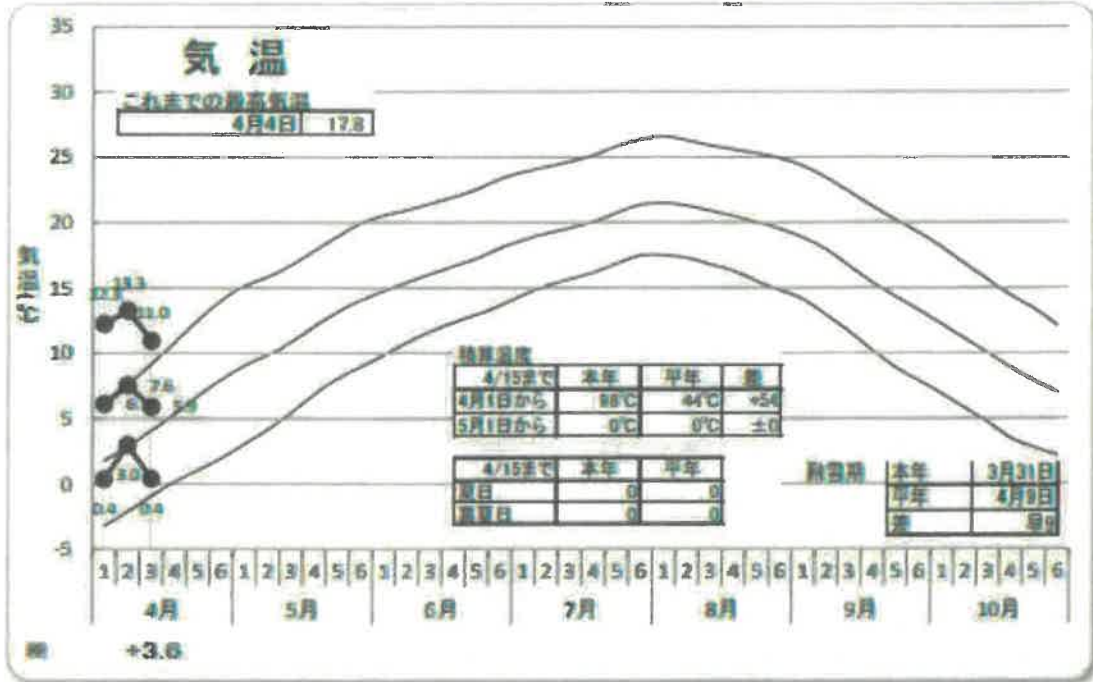 気 温
これまでの最高気温
4月4日 17.8
35
30
25
20
15
10
5
0
-5
気温(℃)
13.3
11.0
7.6
3.0
0.4 0.4
積算温度
4/15まで 本年 平年 差
4月1日から 98℃ 44℃ +54
5月1日から 0℃ 0℃ ±0
4/15まで 本年 平年
夏日 0 0
真夏日 0 0
融雪期 本年 3月31日
平年 4月9日
差 早9
1 2 3 4 5 6 1 2 3 4 5 6 1 2 3 4 5 6 1 2 3 4 5 6 1 2 3 4 5 6 1 2 3 4 5 6 1 2 3 4 5 6
4月 5月 6月 7月 8月 9月 10月
+3.6